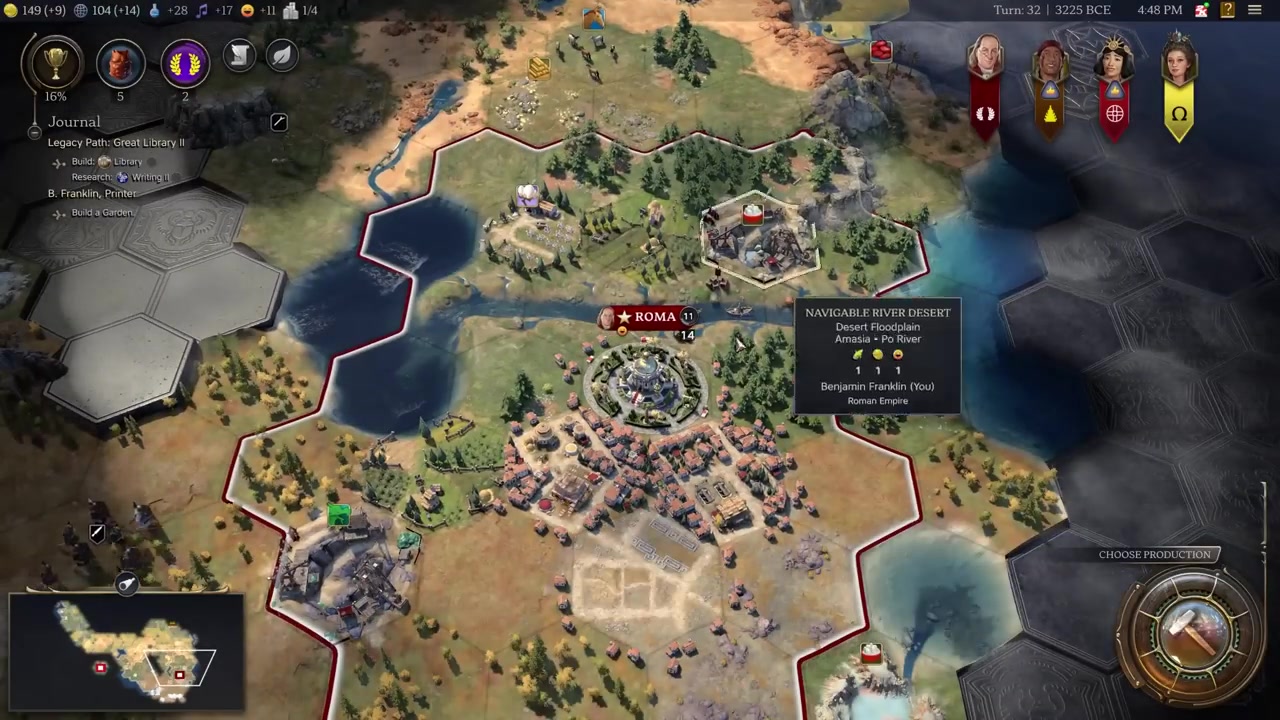 149 (+9) 104 (+14) +28 +17 +11 1/4
Turn: 32 | 3225 BCE 4:48 PM ?
16% 5 2
Journal
Legacy Path: Great Library II
Build: Library
Research: Writing II
B. Franklin, Printer
Build a Garden.
ROMA 11
14
NAVIGABLE RIVER DESERT
Desert Floodplain
Amasia • Po River
1 1 1
Benjamin Franklin (You)
Roman Empire
CHOOSE PRODUCTION